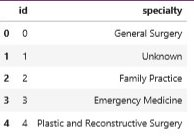 id specialty
0 0 General Surgery
1 1 Unknown
2 2 Family Practice
3 3 Emergency Medicine
4 4 Plastic and Reconstructive Surgery